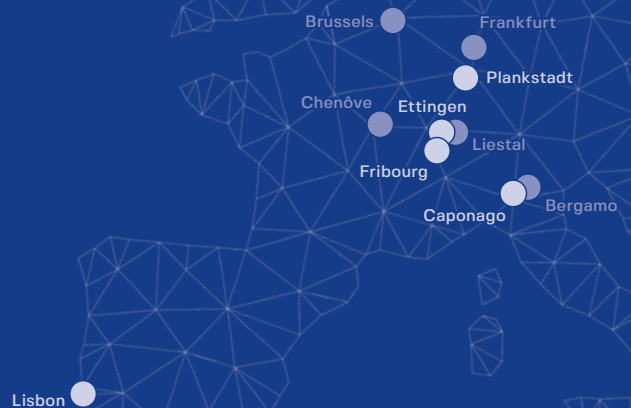 Brussels
Frankfurt
Plankstadt
Chenôve
Ettingen
Liestal
Fribourg
Bergamo
Caponago
Lisbon